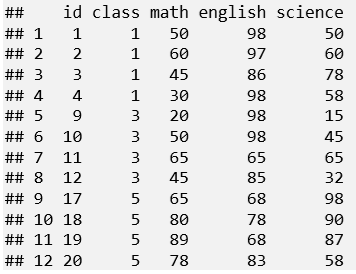 ##    id class math english science
## 1   1     1   50      98      50
## 2   2     1   60      97      60
## 3   3     1   45      86      78
## 4   4     1   30      98      58
## 5   9     3   20      98      15
## 6  10     3   50      98      45
## 7  11     3   65      65      65
## 8  12     3   45      85      32
## 9  17     5   65      68      98
## 10 18     5   80      78      90
## 11 19     5   89      68      87
## 12 20     5   78      83      58